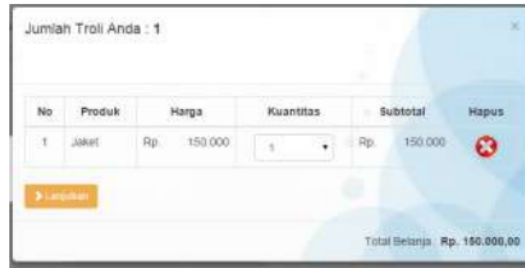 Jumlah Troli Anda : 1
×
No Produk Harga Kuantitas Subtotal Hapus
1 Jaket Rp. 150.000 1 Rp. 150.000
Lanjutkan
Total Belanja : Rp. 150.000,00